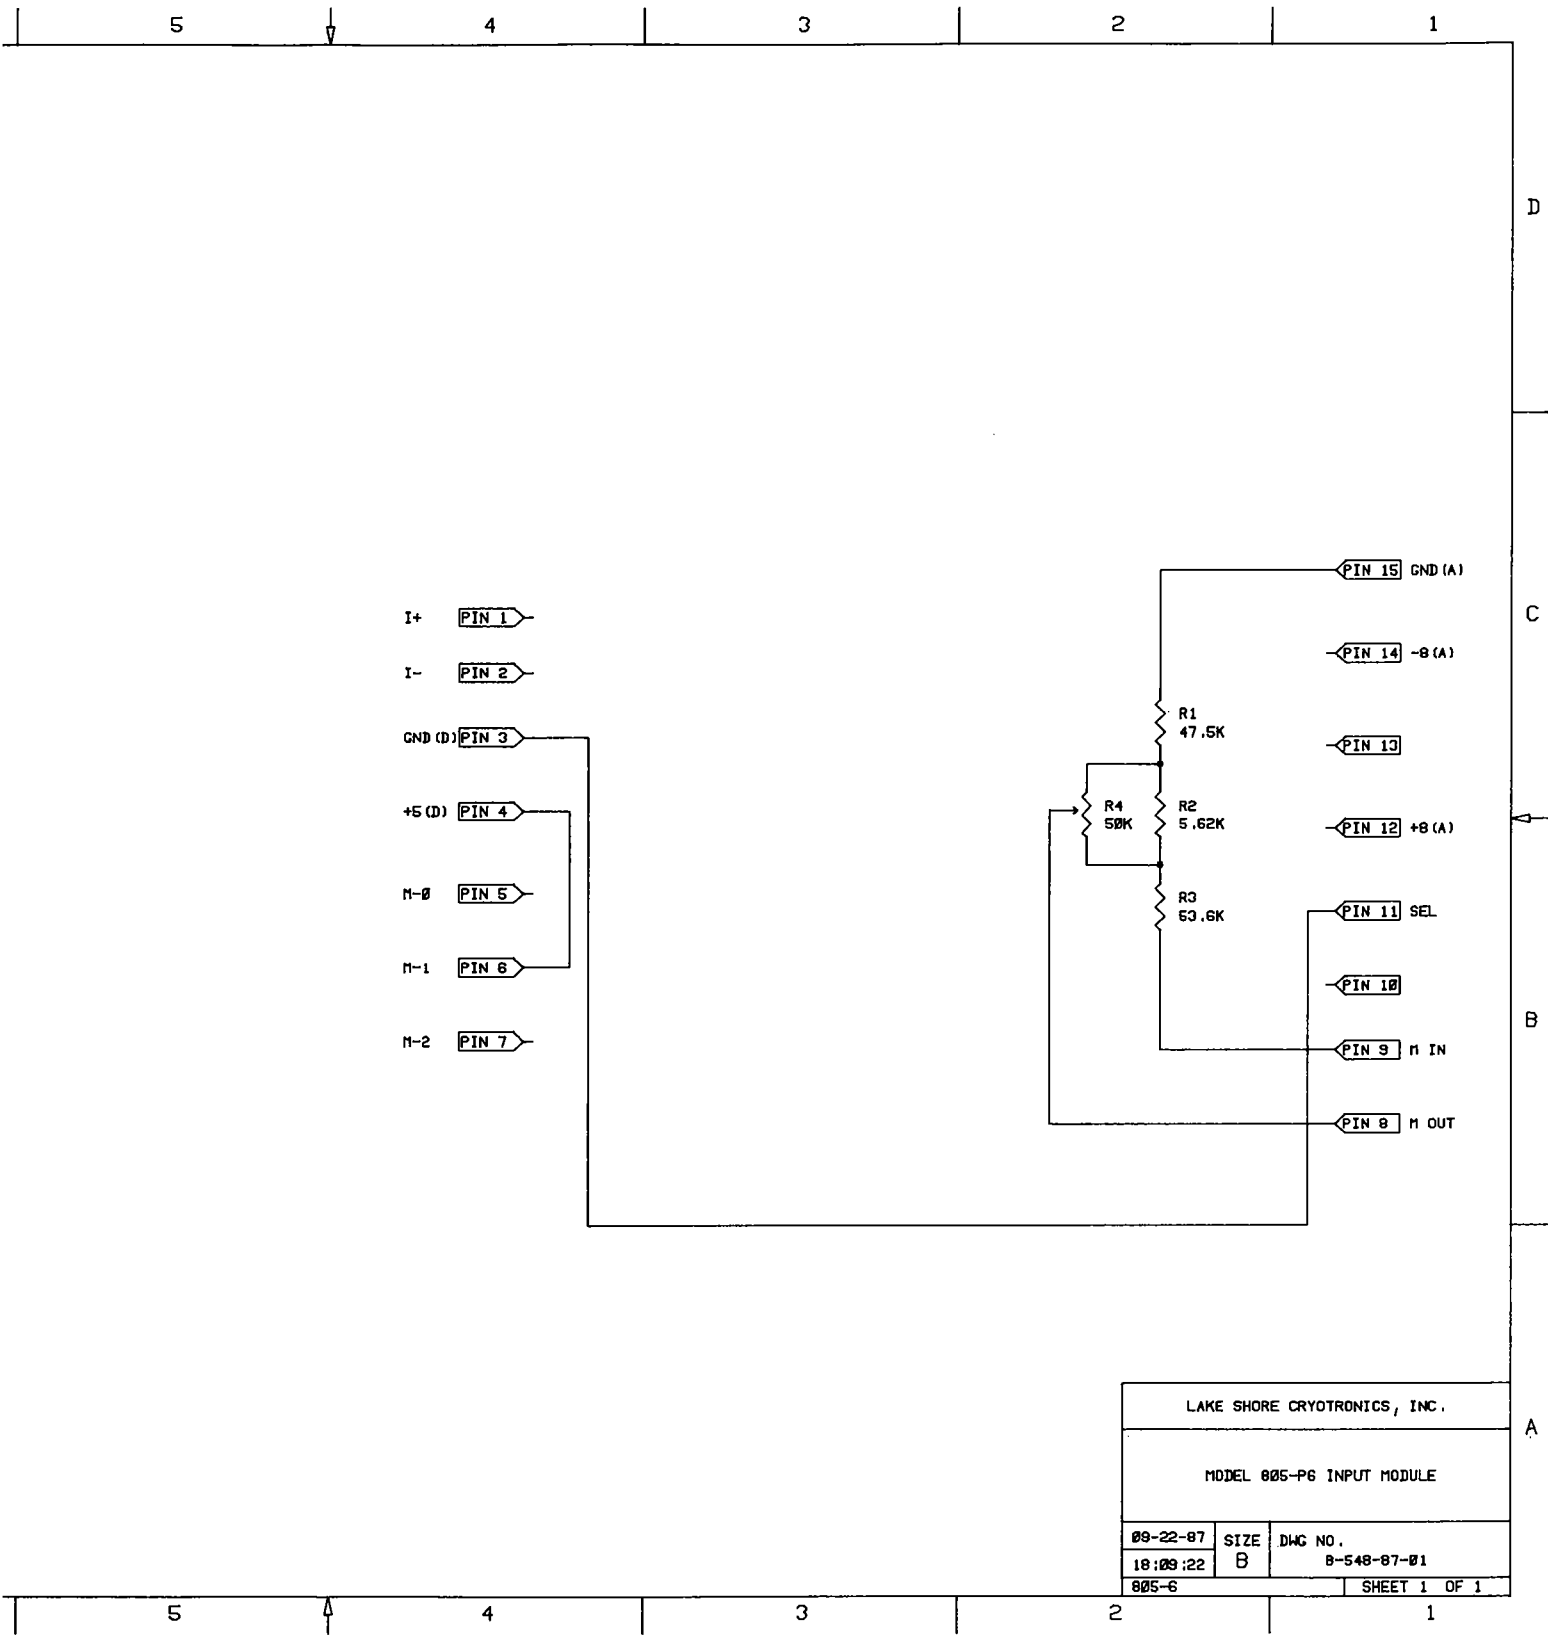 5 4 3 2 1
D
PIN 15 GND(A)
I+ PIN 1
C
PIN 14 -8(A)
I- PIN 2
R1
47.5K
GND(D) PIN 3
PIN 13
R4
50K
R2
5.62K
+5(D) PIN 4
PIN 12 +8(A)
M-0 PIN 5
R3
53.6K
PIN 11 SEL
M-1 PIN 6
PIN 10
B
M-2 PIN 7
PIN 9 M IN
PIN 8 M OUT
LAKE SHORE CRYOTRONICS, INC.
A
MODEL 805-P6 INPUT MODULE
09-22-87
SIZE
B
DWG NO.
B-548-87-01
18:09:22
805-6
SHEET 1 OF 1
5 4 3 2 1